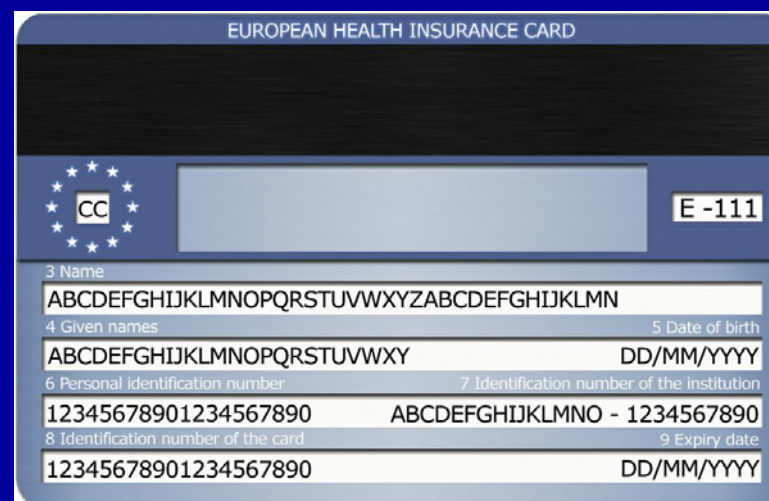 EUROPEAN HEALTH INSURANCE CARD
CC
E -111
3 Name
ABCDEFGHIJKLMNOPQRSTUVWXYZABCDEFGHIJKLMN
4 Given names 5 Date of birth
ABCDEFGHIJKLMNOPQRSTUVWXY DD/MM/YYYY
6 Personal identification number 7 Identification number of the institution
12345678901234567890 ABCDEFGHIJKLMNO - 1234567890
8 Identification number of the card 9 Expiry date
12345678901234567890 DD/MM/YYYY